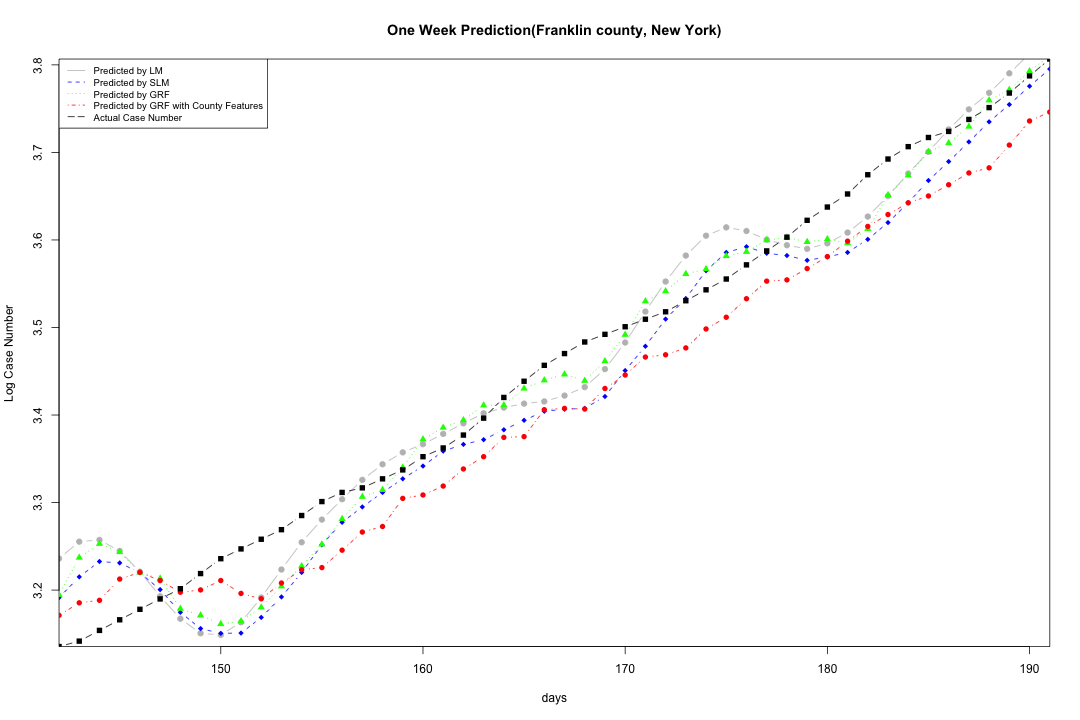 One Week Prediction(Franklin county, New York)
Predicted by LM
Predicted by SLM
Predicted by GRF
Predicted by GRF with County Features
Actual Case Number
3.8
3.7
3.6
3.5
3.4
3.3
3.2
Log Case Number
150 160 170 180 190
days